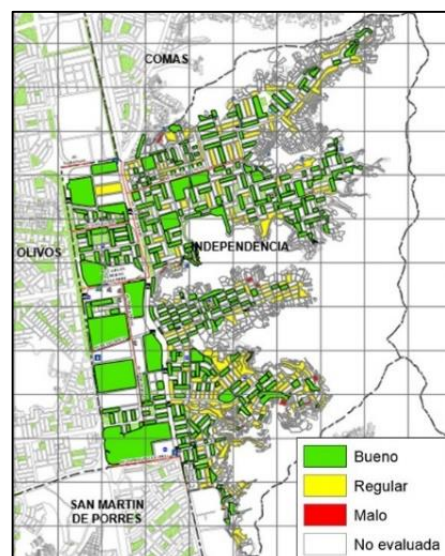 COMAS
INDEPENDENCIA
OLIVOS
SAN MARTIN
DE PORRES
Bueno
Regular
Malo
No evaluada